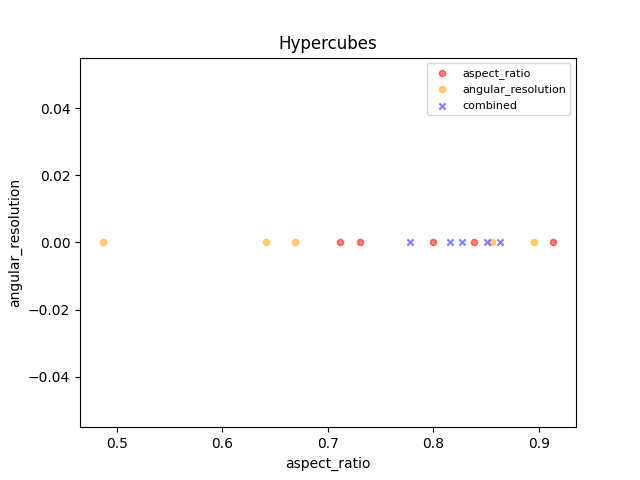 Hypercubes
aspect_ratio
angular_resolution
combined
0.04
0.02
0.00
−0.02
−0.04
angular_resolution
0.5
0.6
0.7
0.8
0.9
aspect_ratio